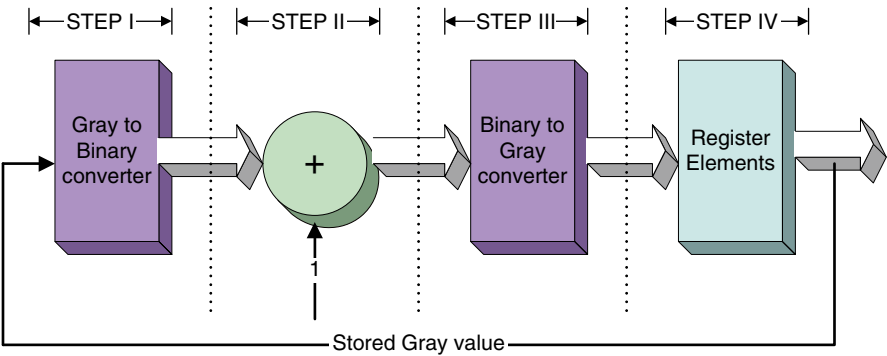 STEP I
STEP II
STEP III
STEP IV
Gray to
Binary
converter
+
1
Binary to
Gray
converter
Register
Elements
Stored Gray value